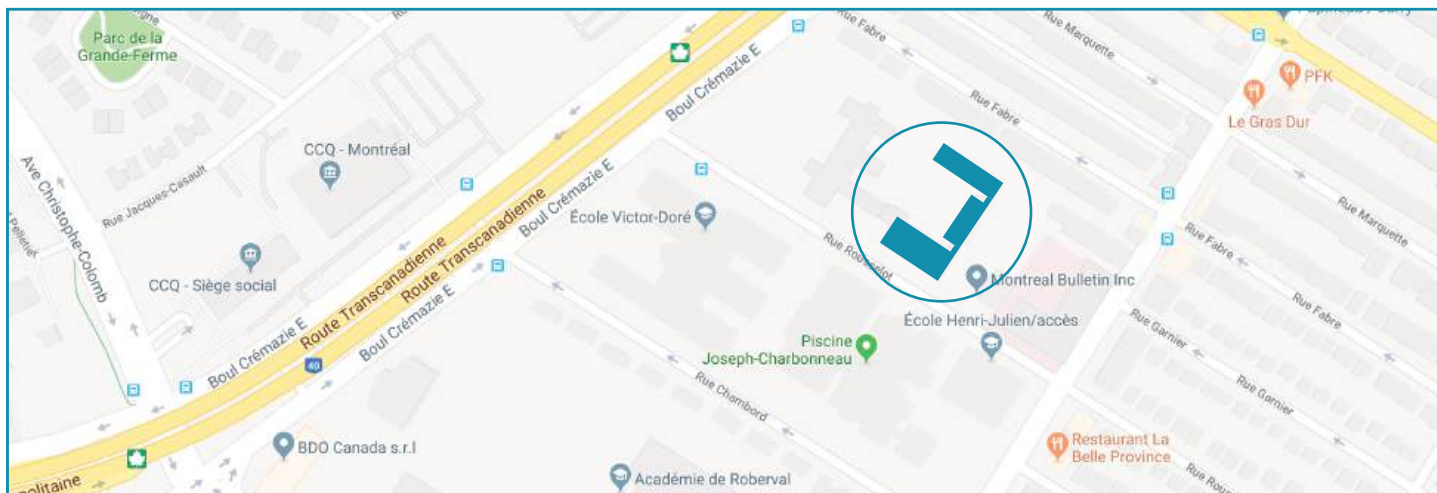 Parc de la
Grande-Ferme
Rue Fabre
Rue Marquette
PFK
Le Gras Dur
Boul Crémazie E
CCQ - Montréal
Rue Fabre
Rue Jacques-Casault
Ave Christophe-Colomb
Pelletier
Boul Crémazie E
Route Transcanadienne
Route Transcanadienne
École Victor-Doré
Rue Marquette
Rue Rousselot
Rue Fabre
CCQ - Siège social
Montreal Bulletin Inc
Boul Crémazie E
Boul Crémazie E
Rue Fabre
École Henri-Julien/accès
Rue Garnier
Piscine
Joseph-Charbonneau
40
Rue Chambord
Rue Garnier
BDO Canada s.r.l
Restaurant La
Belle Province
Académie de Roberval